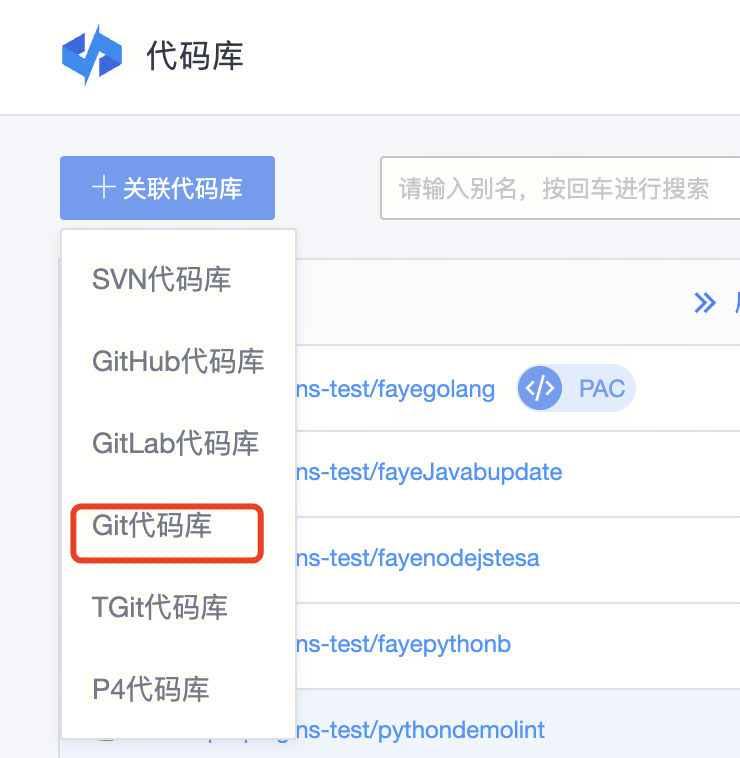 代码库
关联代码库
请输入别名，按回车进行搜索
SVN代码库
GitHub代码库
ns-test/fayegolang
PAC
GitLab代码库
ns-test/fayeJavabupdate
Git代码库
ns-test/fayenodejstesa
TGit代码库
ns-test/fayepythonb
P4代码库
ns-test/pythondemolint